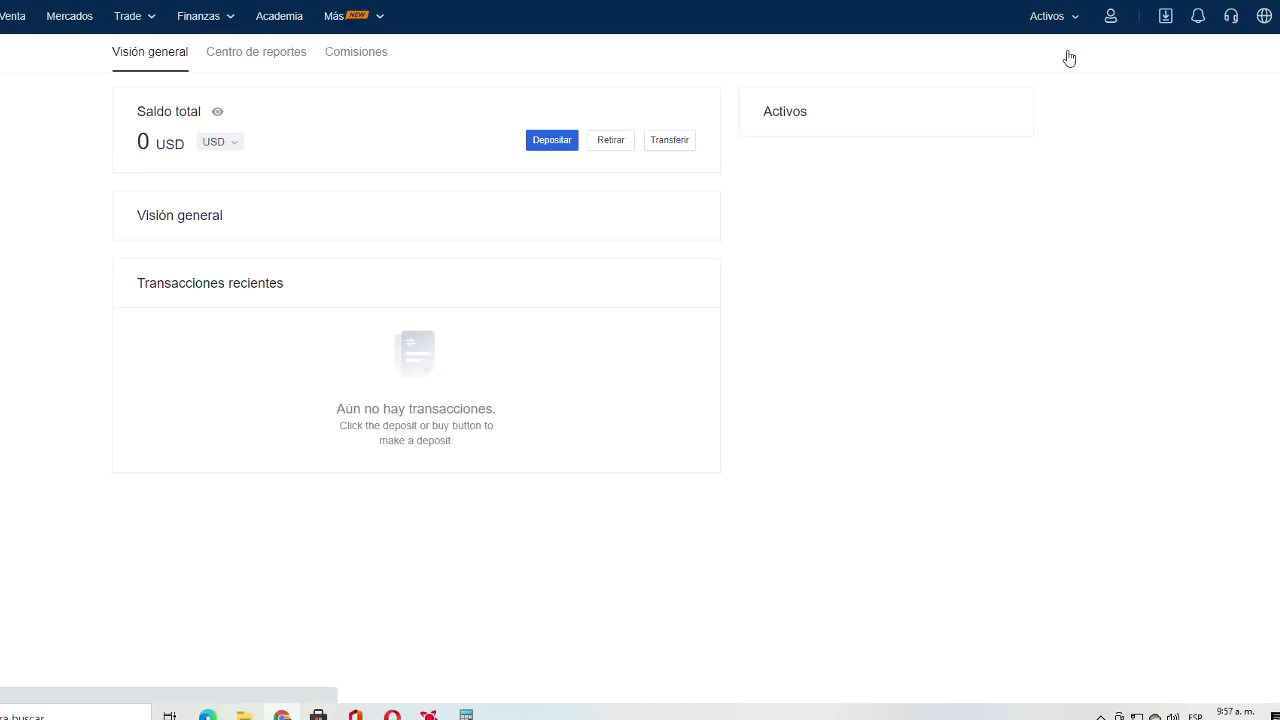 Venta Mercados Trade Finanzas Academia Más NEW Activos
Visión general Centro de reportes Comisiones
Saldo total
0 USD USD
Depositar Retirar Transferir
Activos
Visión general
Transacciones recientes
Aún no hay transacciones.
Click the deposit or buy button to
make a deposit.
buscar
ESP
9:57 a. m.